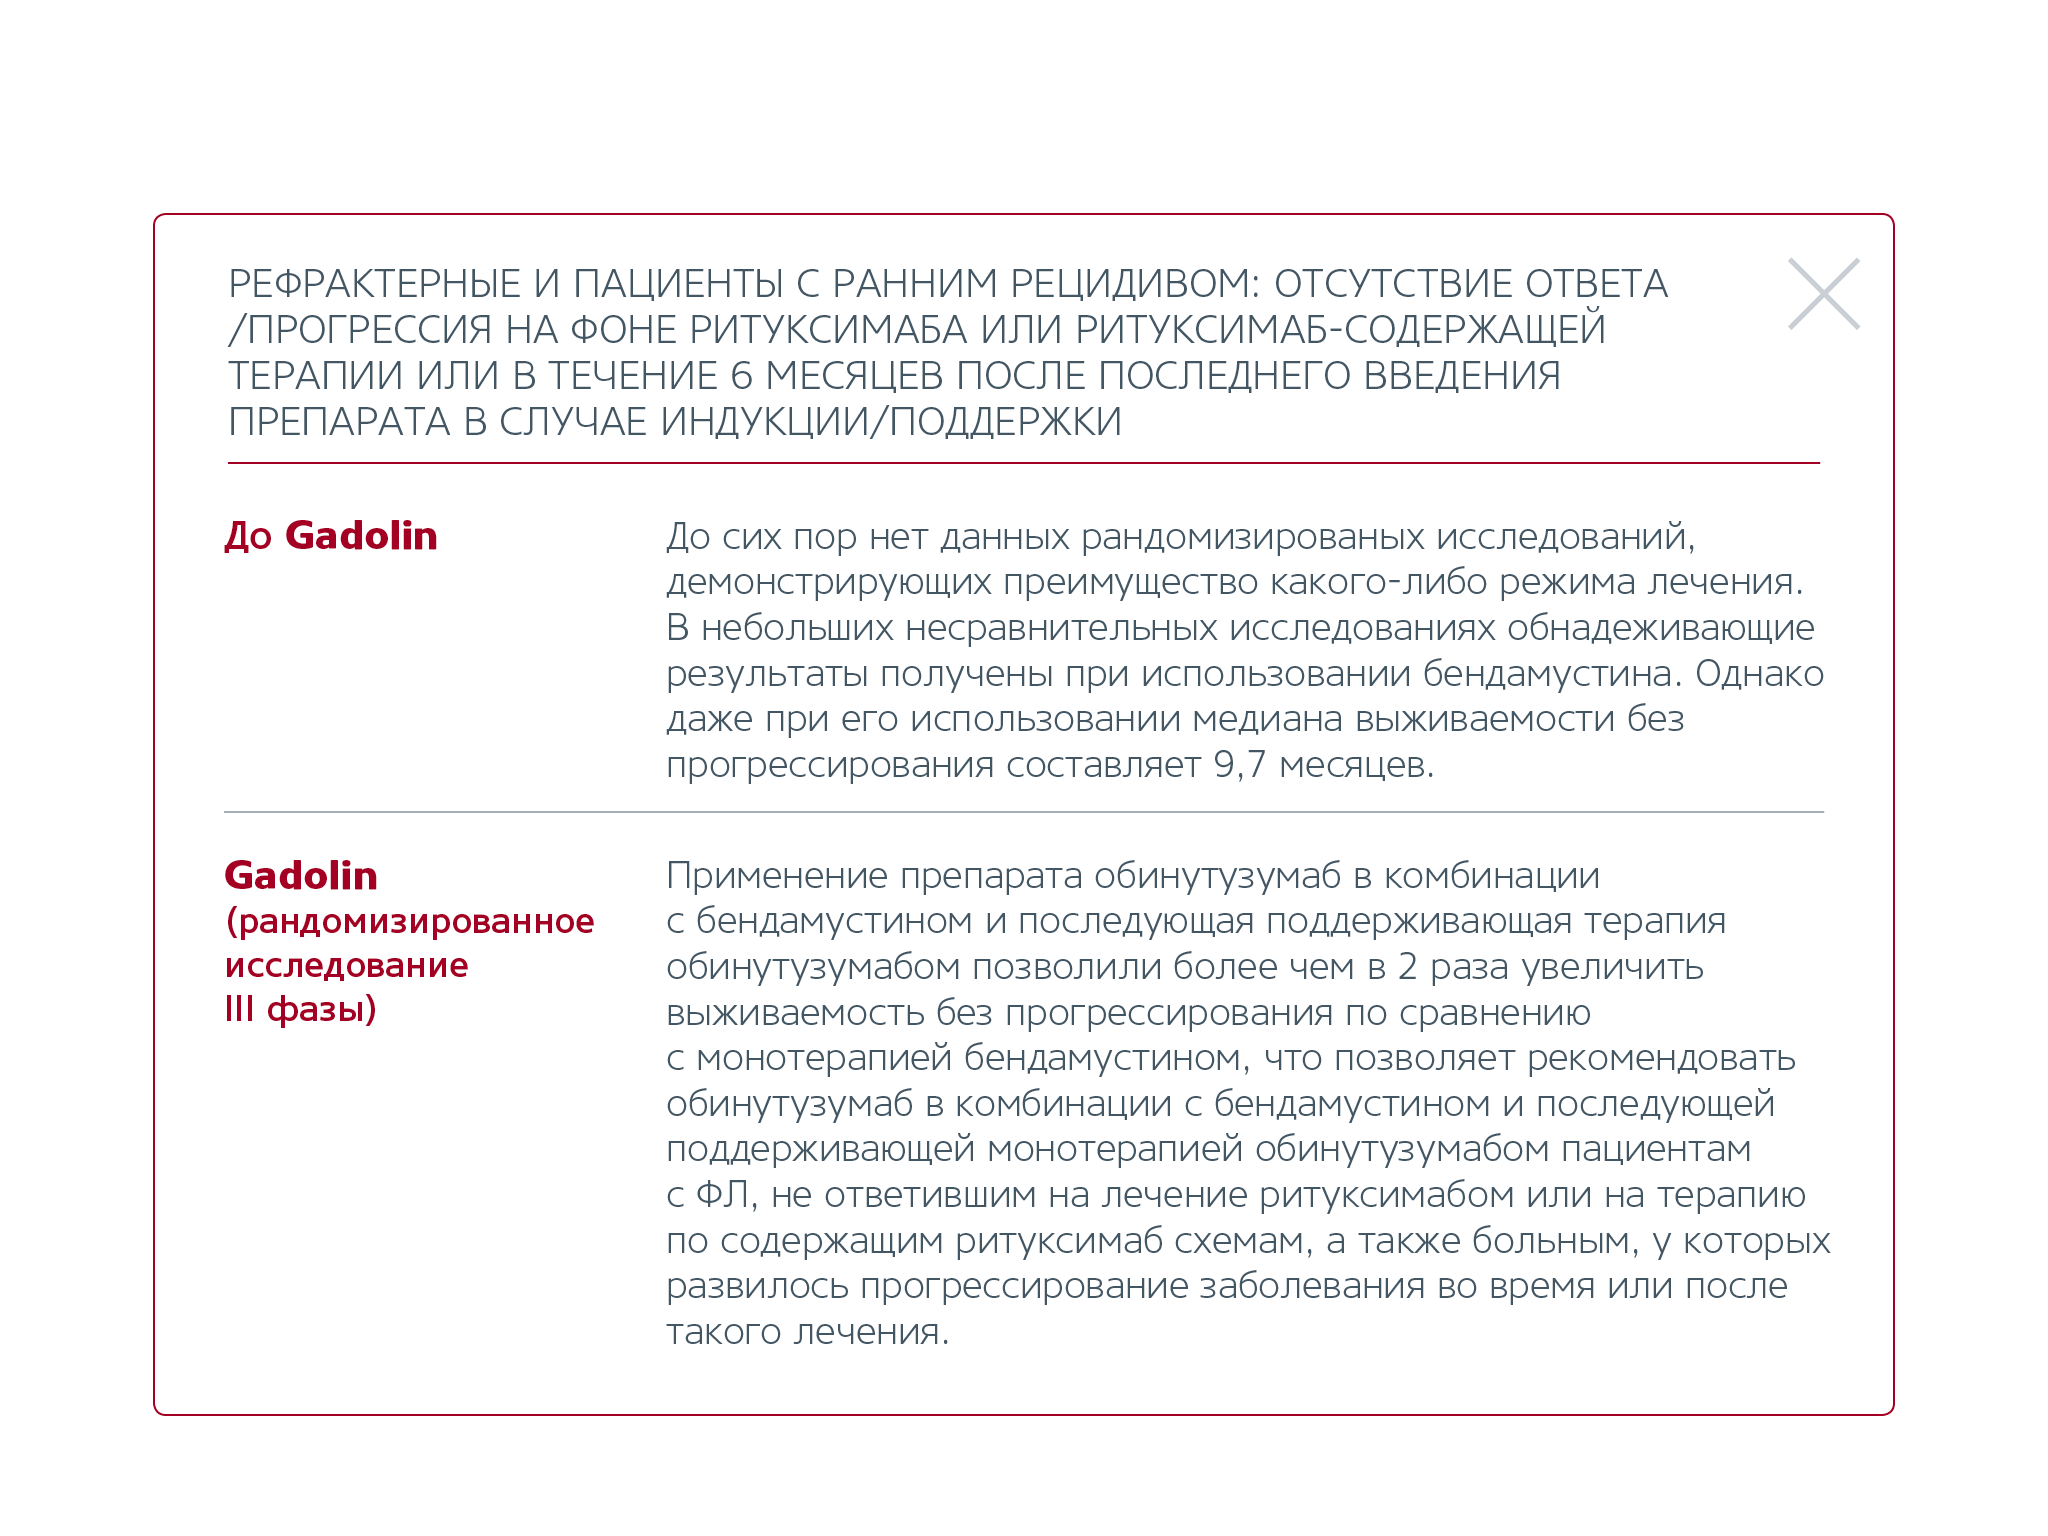 РЕФРАКТЕРНЫЕ И ПАЦИЕНТЫ С РАННИМ РЕЦИДИВОМ: ОТСУТСТВИЕ ОТВЕТА
/ПРОГРЕССИЯ НА ФОНЕ РИТУКСИМАБА ИЛИ РИТУКСИМАБ-СОДЕРЖАЩЕЙ
ТЕРАПИИ ИЛИ В ТЕЧЕНИЕ 6 МЕСЯЦЕВ ПОСЛЕ ПОСЛЕДНЕГО ВВЕДЕНИЯ
ПРЕПАРАТА В СЛУЧАЕ ИНДУКЦИИ/ПОДДЕРЖКИ
До Gadolin
До сих пор нет данных рандомизированых исследований,
демонстрирующих преимущество какого-либо режима лечения.
В небольших несравнительных исследованиях обнадеживающие
результаты получены при использовании бендамустина. Однако
даже при его использовании медиана выживаемости без
прогрессирования составляет 9,7 месяцев.
Gadolin
(рандомизированное
исследование
III фазы)
Применение препарата обинутузумаб в комбинации
с бендамустином и последующая поддерживающая терапия
обинутузумабом позволили более чем в 2 раза увеличить
выживаемость без прогрессирования по сравнению
с монотерапией бендамустином, что позволяет рекомендовать
обинутузумаб в комбинации с бендамустином и последующей
поддерживающей монотерапией обинутузумабом пациентам
с ФЛ, не ответившим на лечение ритуксимабом или на терапию
по содержащим ритуксимаб схемам, а также больным, у которых
развилось прогрессирование заболевания во время или после
такого лечения.